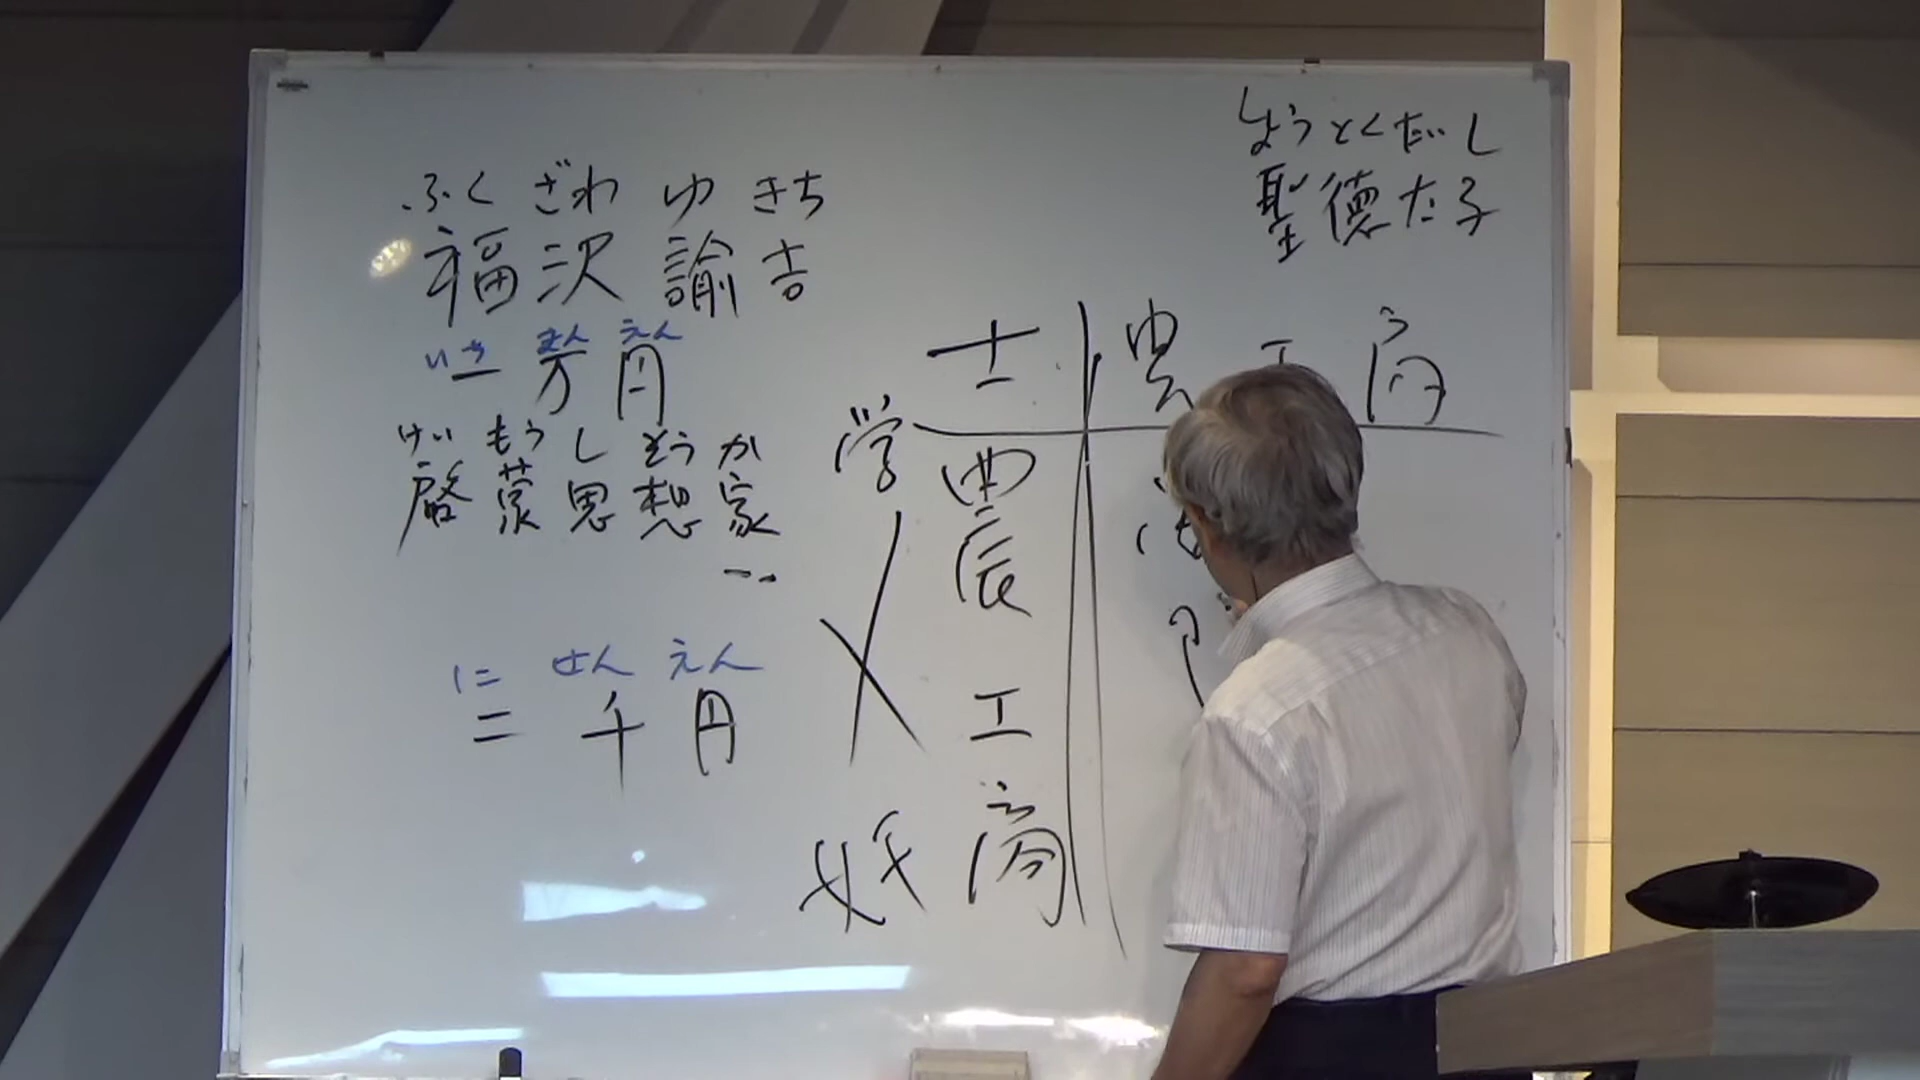 ふくざわゆきち
福沢諭吉
いち まん えん
一万円
けい もう し そう か
啓蒙思想家
に せん えん
二千円
しょうとくたいし
聖徳太子
士 農 工 商
学
農
工
商